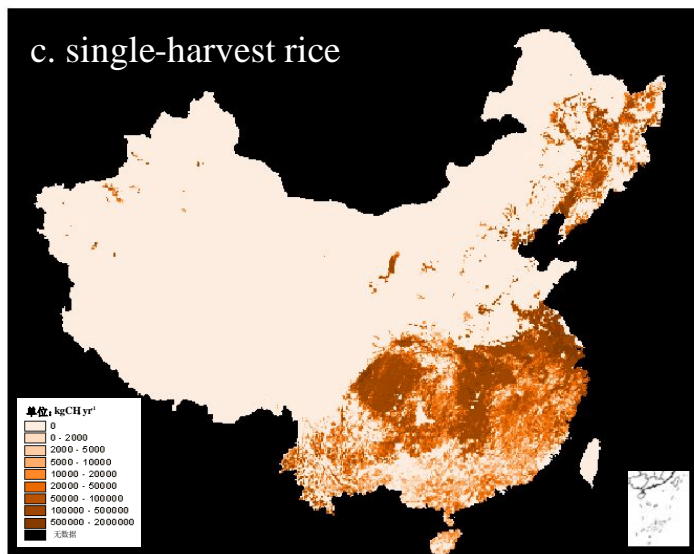 c. single-harvest rice
单位: kgCH yr⁻¹
0
0 - 2000
2000 - 5000
5000 - 10000
10000 - 20000
20000 - 50000
50000 - 100000
100000 - 500000
500000 - 2000000
无数据